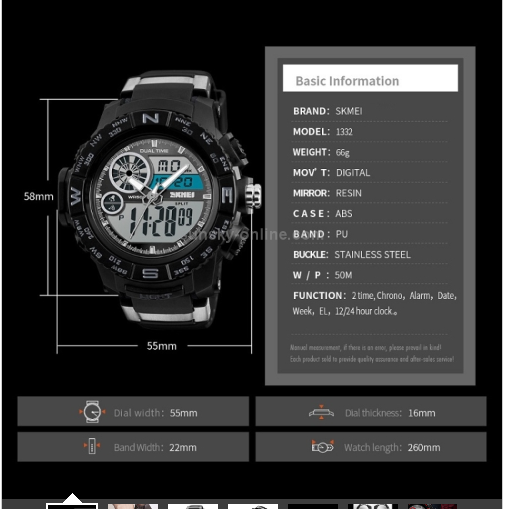 Basic Information
BRAND: SKMEI
MODEL: 1332
WEIGHT: 66g
MOV'T: DIGITAL
MIRROR: RESIN
CASE: ABS
BAND: PU
BUCKLE: STAINLESS STEEL
W / P: 50M
FUNCTION: 2 time, Chrono, Alarm, Date,
Week, EL, 12/24 hour clock.。
Manual measurement, if there is an error, please prevail in kind!
Each product sold to provide quality assurance and after-sales service!
58mm
55mm
DUAL TIME
SKMEI
SPLIT
P
N
E
S
W
Dial width: 55mm
Dial thickness: 16mm
Band Width: 22mm
Watch length: 260mm